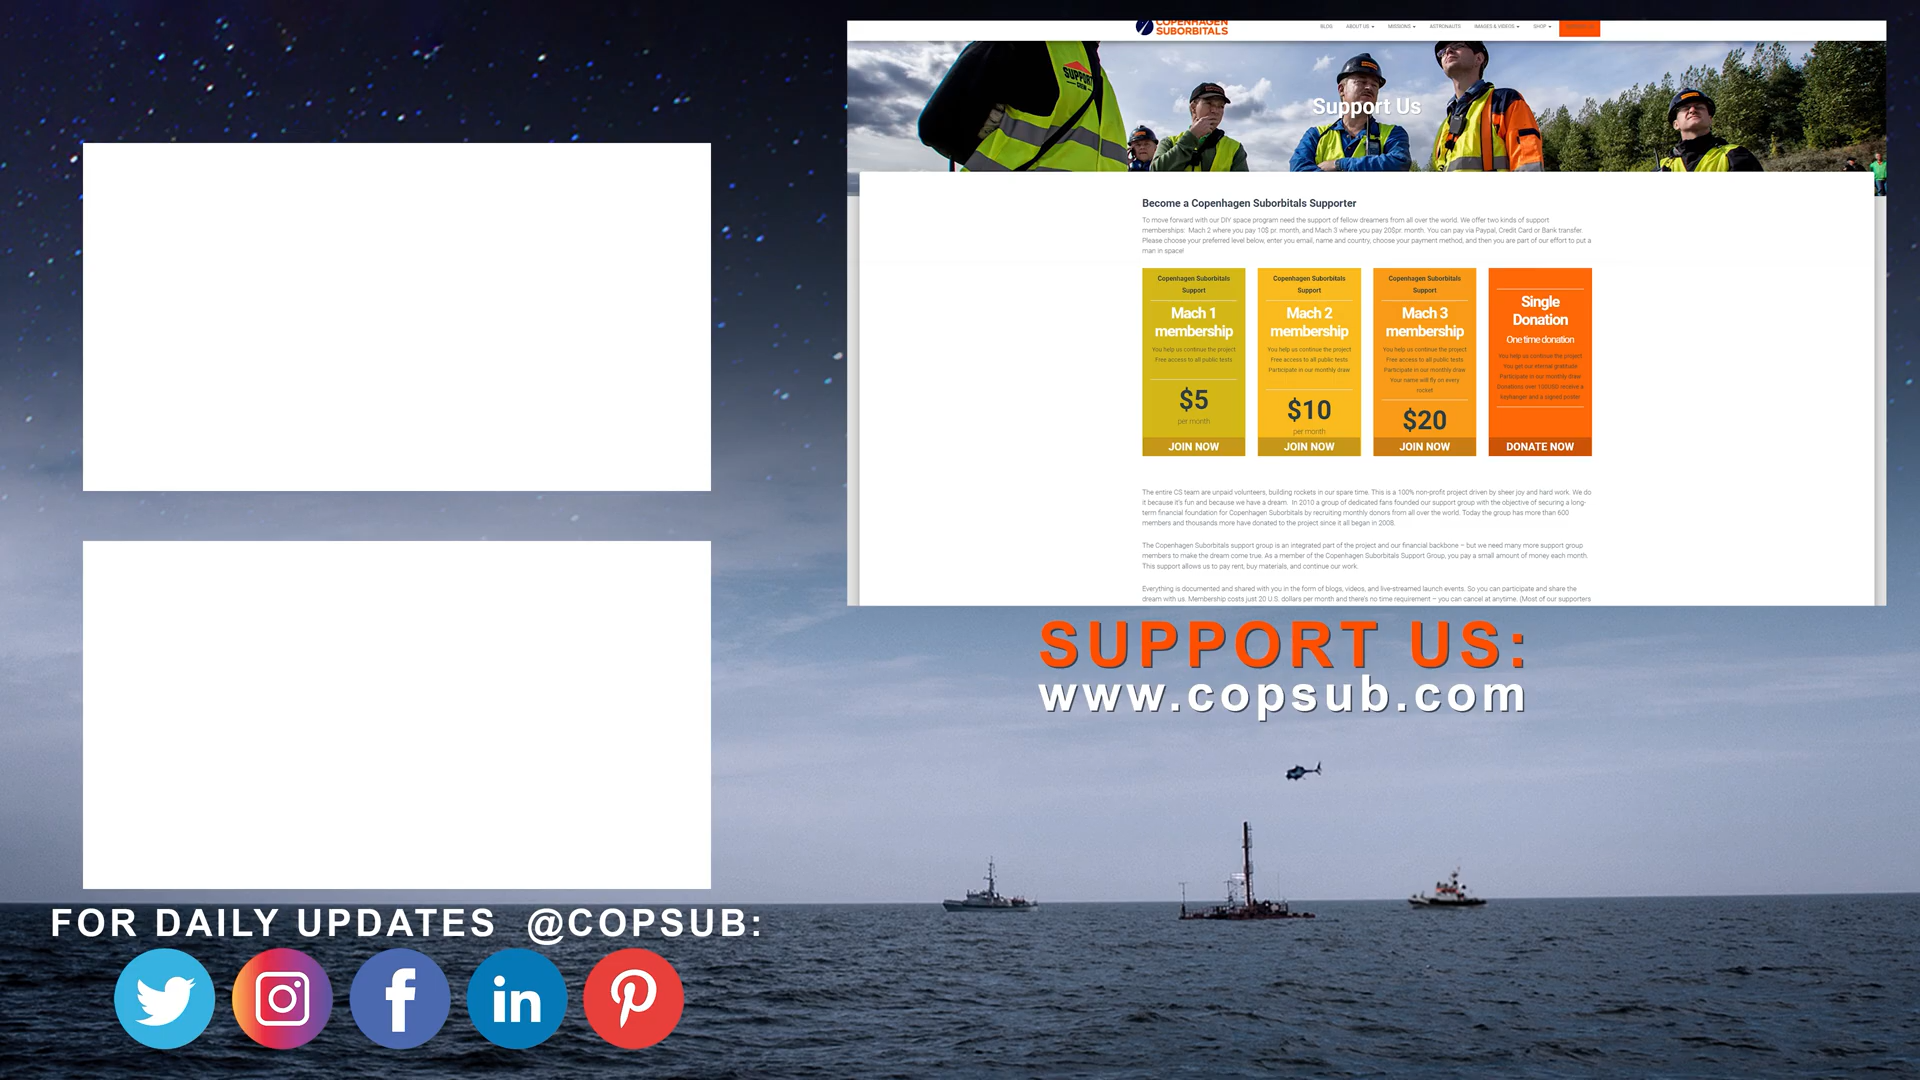 COPENHAGEN
SUBORBITALS
BLOG ABOUT US MISSIONS ASTRONAUTS IMAGES & VIDEOS SHOP
SUPPORT
Support Us
Become a Copenhagen Suborbitals Supporter
To move forward with our DIY space program need the support of fellow dreamers from all over the world. We offer two kinds of support
memberships: Mach 2 where you pay 10$ pr. month, and Mach 3 where you pay 20$pr. month. You can pay via Paypal, Credit Card or Bank transfer.
Please choose your preferred level below, enter you email, name and country, choose your payment method, and then you are part of our effort to put a
man in space!
Copenhagen Suborbitals
Support
Mach 1
membership
You help us continue the project
Free access to all public tests
$5
per month
JOIN NOW
Copenhagen Suborbitals
Support
Mach 2
membership
You help us continue the project
Free access to all public tests
Participate in our monthly draw
$10
per month
JOIN NOW
Copenhagen Suborbitals
Support
Mach 3
membership
You help us continue the project
Free access to all public tests
Participate in our monthly draw
Your name will fly on every
rocket
$20
JOIN NOW
Single
Donation
One time donation
You help us continue the project
You get our eternal gratitude
Participate in our monthly draw
Donations over 100USD receive a
keyhanger and a signed poster
DONATE NOW
The entire CS team are unpaid volunteers, building rockets in our spare time. This is a 100% non-profit project driven by sheer joy and hard work. We do
it because it's fun and because we have a dream. In 2010 a group of dedicated fans founded our support group with the objective of securing a long-
term financial foundation for Copenhagen Suborbitals by recruiting monthly donors from all over the world. Today the group has more than 600
members and thousands more have donated to the project since it all began in 2008.
The Copenhagen Suborbitals support group is an integrated part of the project and our financial backbone – but we need many more support group
members to make the dream come true. As a member of the Copenhagen Suborbitals Support Group, you pay a small amount of money each month.
This support allows us to pay rent, buy materials, and continue our work.
Everything is documented and shared with you in the form of blogs, videos, and live-streamed launch events. So you can participate and share the
dream with us. Membership costs just 20 U.S. dollars per month and there's no time requirement – you can cancel at anytime. (Most of our supporters
SUPPORT US:
www.copsub.com
FOR DAILY UPDATES @COPSUB: